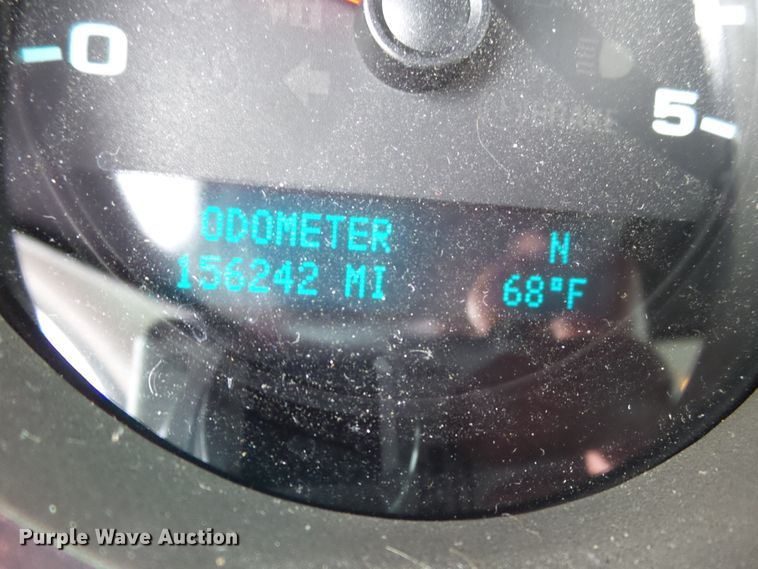 0
5
ODOMETER
N
156242 MI
68°F
Purple Wave Auction